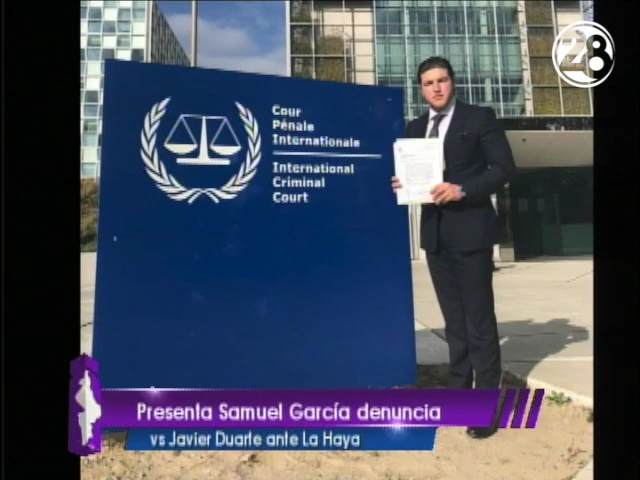 28
Cour
Pénale
Internationale
International
Criminal
Court
Presenta Samuel García denuncia
vs Javier Duarte ante La Haya